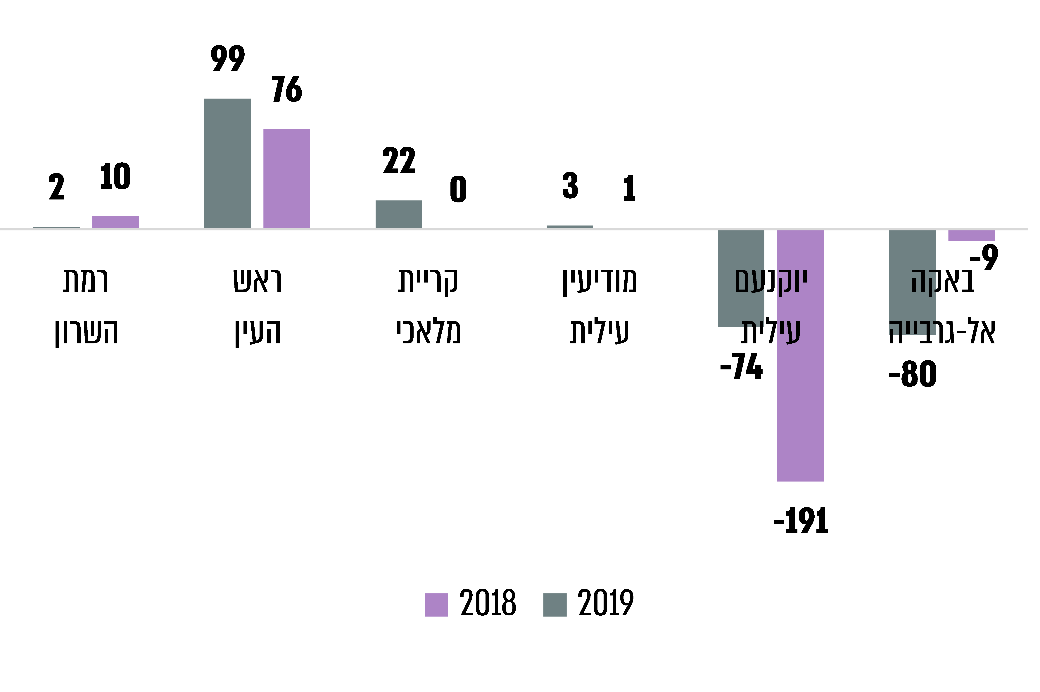 99
76
2
10
22
0
3
1
רמת
השרון
ראש
העין
קריית
מלאכי
מודיעין
עילית
יוקנעם
עילית
באקה
אל-גרבייה
-9
-74
-80
-191
2018
2019